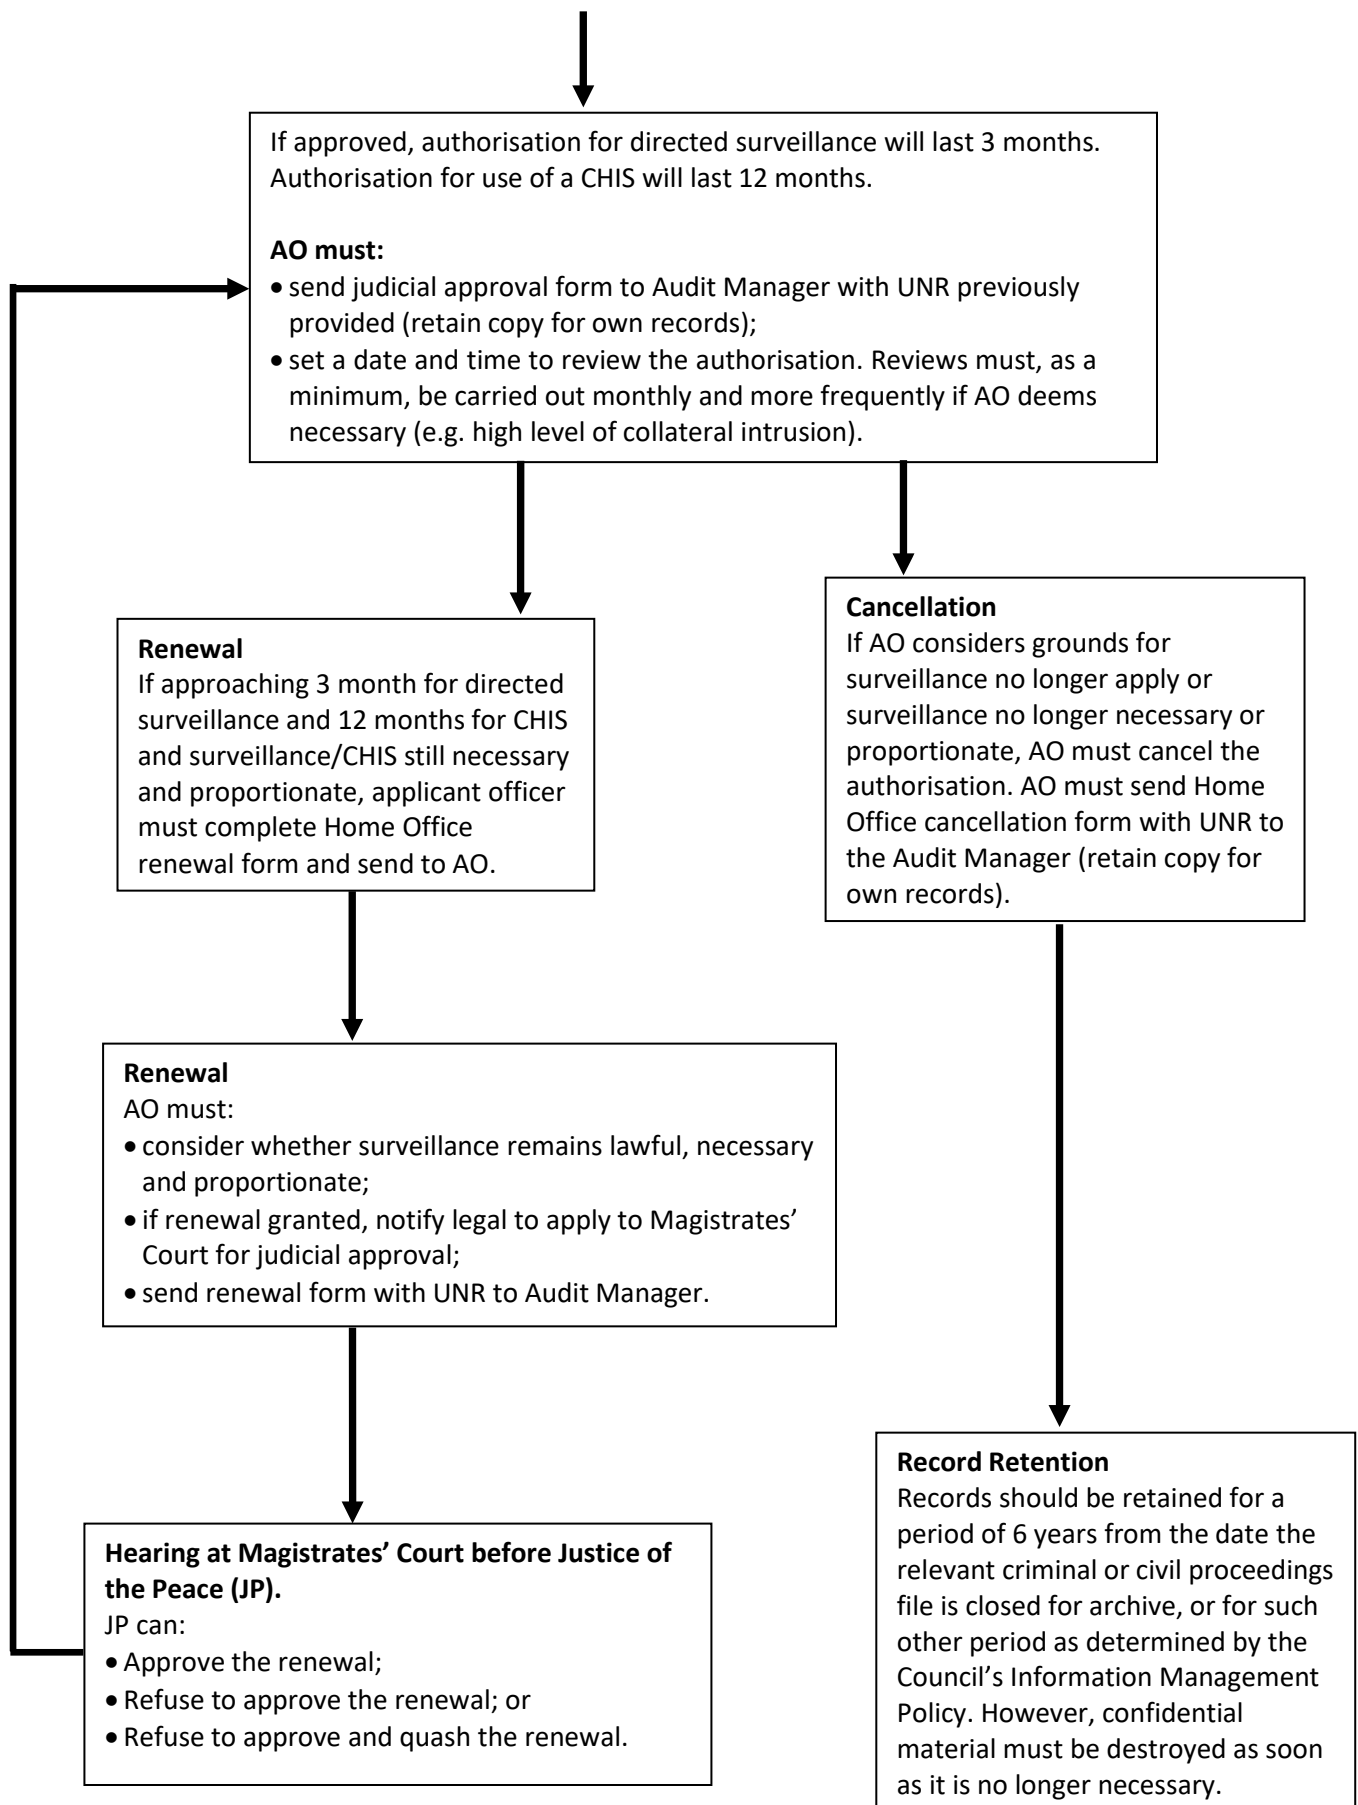 If approved, authorisation for directed surveillance will last 3 months.
Authorisation for use of a CHIS will last 12 months.
AO must:
• send judicial approval form to Audit Manager with UNR previously
provided (retain copy for own records);
• set a date and time to review the authorisation. Reviews must, as a
minimum, be carried out monthly and more frequently if AO deems
necessary (e.g. high level of collateral intrusion).
Renewal
If approaching 3 month for directed
surveillance and 12 months for CHIS
and surveillance/CHIS still necessary
and proportionate, applicant officer
must complete Home Office
renewal form and send to AO.
Cancellation
If AO considers grounds for
surveillance no longer apply or
surveillance no longer necessary or
proportionate, AO must cancel the
authorisation. AO must send Home
Office cancellation form with UNR to
the Audit Manager (retain copy for
own records).
Renewal
AO must:
• consider whether surveillance remains lawful, necessary
and proportionate;
• if renewal granted, notify legal to apply to Magistrates’
Court for judicial approval;
• send renewal form with UNR to Audit Manager.
Hearing at Magistrates’ Court before Justice of
the Peace (JP).
JP can:
• Approve the renewal;
• Refuse to approve the renewal; or
• Refuse to approve and quash the renewal.
Record Retention
Records should be retained for a
period of 6 years from the date the
relevant criminal or civil proceedings
file is closed for archive, or for such
other period as determined by the
Council’s Information Management
Policy. However, confidential
material must be destroyed as soon
as it is no longer necessary.